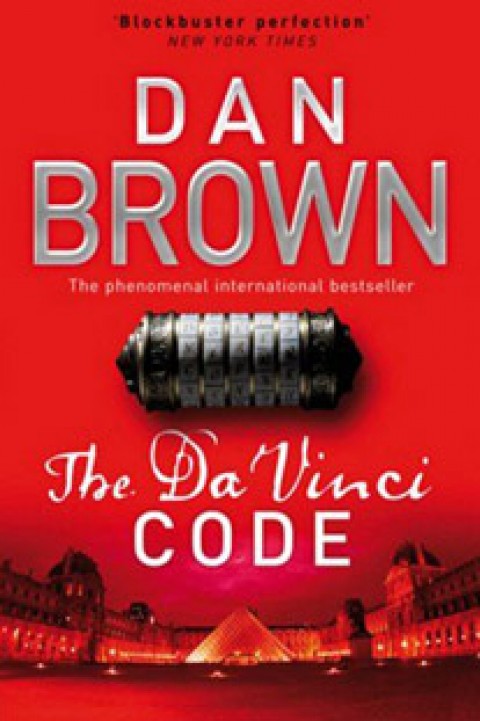 'Blockbuster perfection'
NEW YORK TIMES
DAN
BROWN
The phenomenal international bestseller
The Da Vinci
CODE